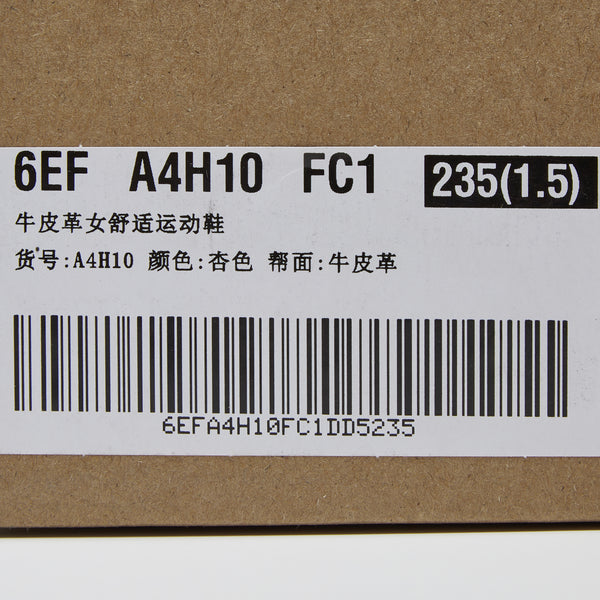 6EF A4H10 FC1 235(1.5)
牛皮革女舒适运动鞋
货号:A4H10 颜色:杏色 帮面:牛皮革
6EFA4H10FC1DD5235